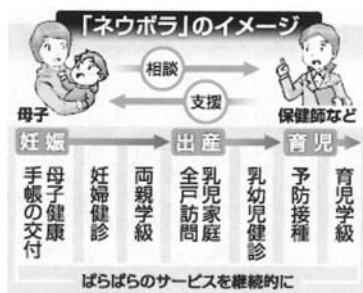 「ネウボラ」のイメージ
相談
支援
母子
保健師など
妊娠
出産
育児
母子健康
手帳の交付
妊婦健診
両親学級
乳児家庭
全戸訪問
乳幼児健診
予防接種
育児学級
ばらばらのサービスを継続的に